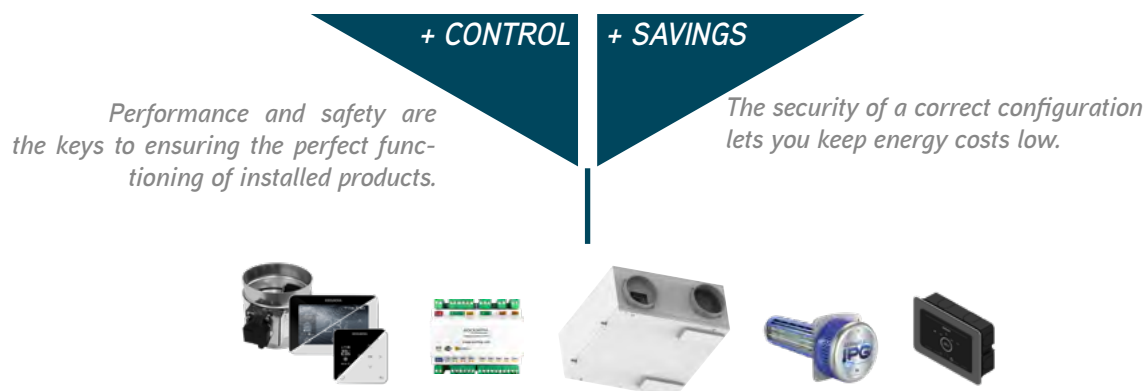 + CONTROL
+ SAVINGS
Performance and safety are
the keys to ensuring the perfect func-
tioning of installed products.
The security of a correct configuration
lets you keep energy costs low.
IPG